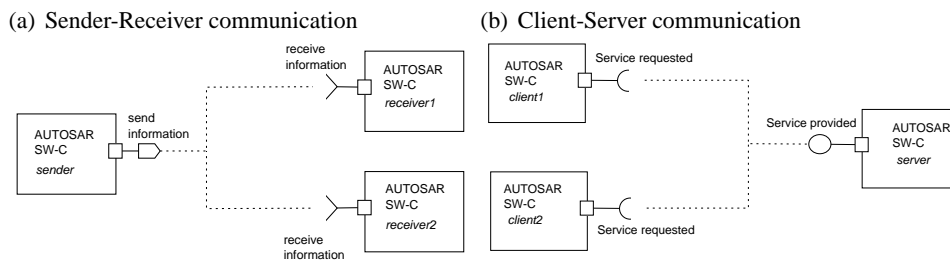 (a) Sender-Receiver communication
AUTOSAR
SW-C
sender
send
information
receive
information
AUTOSAR
SW-C
receiver1
AUTOSAR
SW-C
receiver2
receive
information
(b) Client-Server communication
AUTOSAR
SW-C
client1
Service requested
AUTOSAR
SW-C
client2
Service requested
Service provided
AUTOSAR
SW-C
server